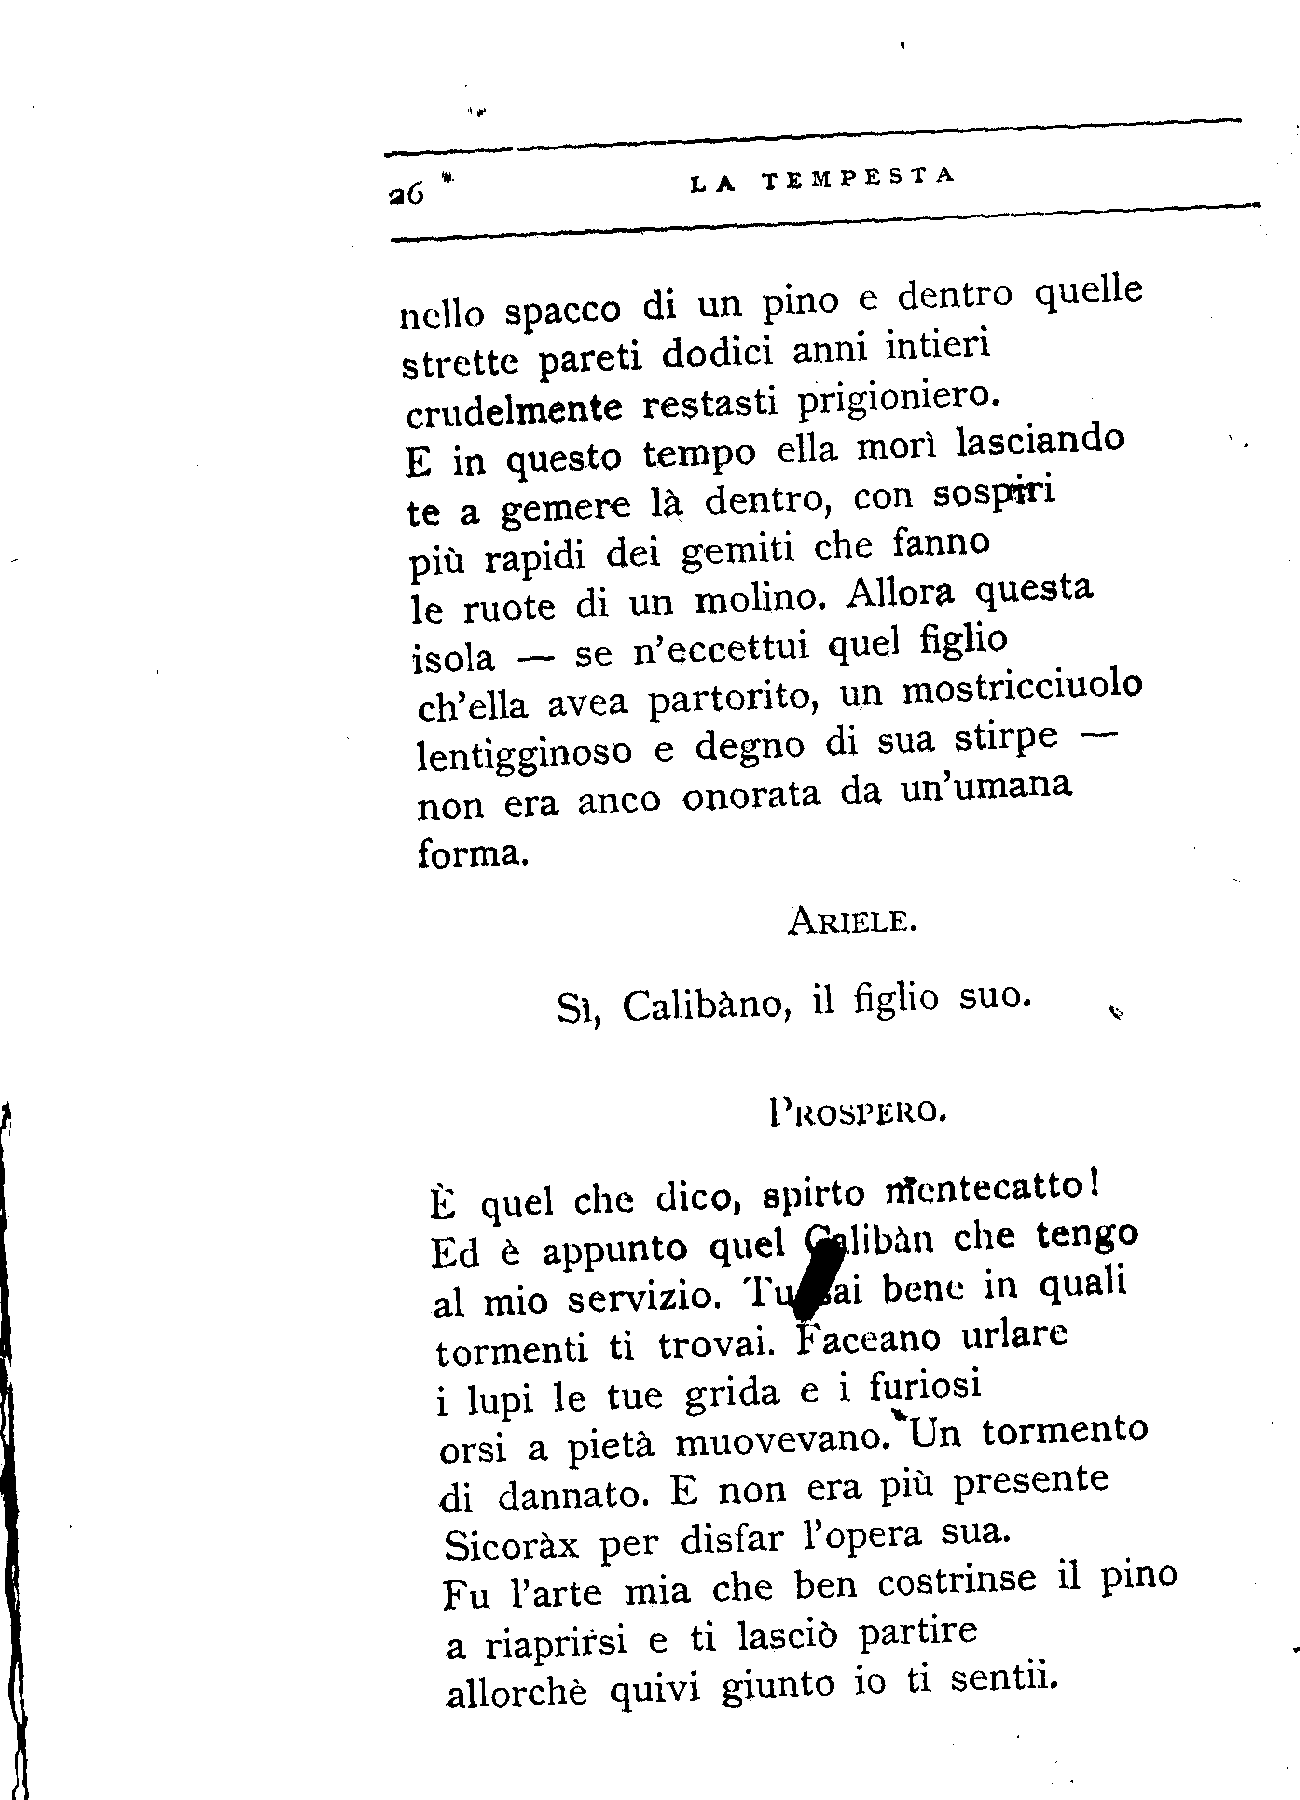 26 LA TEMPESTA
nello spacco di un pino e dentro quelle
strette pareti dodici anni intieri
crudelmente restasti prigioniero.
E in questo tempo ella morì lasciando
te a gemere là dentro, con sospiri
più rapidi dei gemiti che fanno
le ruote di un molino. Allora questa
isola — se n'eccettui quel figlio
ch'ella avea partorito, un mostricciuolo
lentigginoso e degno di sua stirpe —
non era anco onorata da un'umana
forma.
ARIELE.
Sì, Calibàno, il figlio suo.
PROSPERO.
È quel che dico, spirto mentecatto!
Ed è appunto quel Calibàn che tengo
al mio servizio. Tu sai bene in quali
tormenti ti trovai. Faceano urlare
i lupi le tue grida e i furiosi
orsi a pietà muovevano. Un tormento
di dannato. E non era più presente
Sicoràx per disfar l'opera sua.
Fu l'arte mia che ben costrinse il pino
a riaprirsi e ti lasciò partire
allorchè quivi giunto io ti sentii.